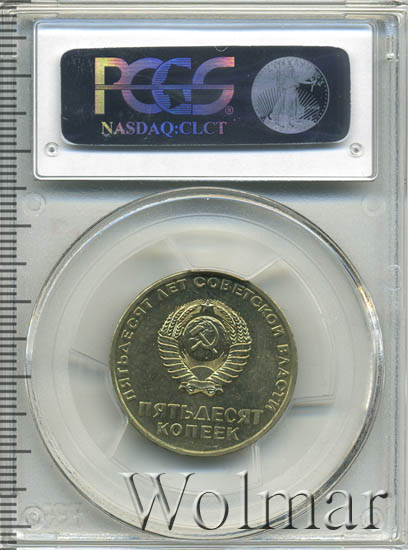 PCGS
NASDAQ:CLCT
ПЯТЬДЕСЯТ ЛЕТ СОВЕТСКОЙ ВЛАСТИ
ПЯТЬДЕСЯТ
КОПЕЕК
Wolmar